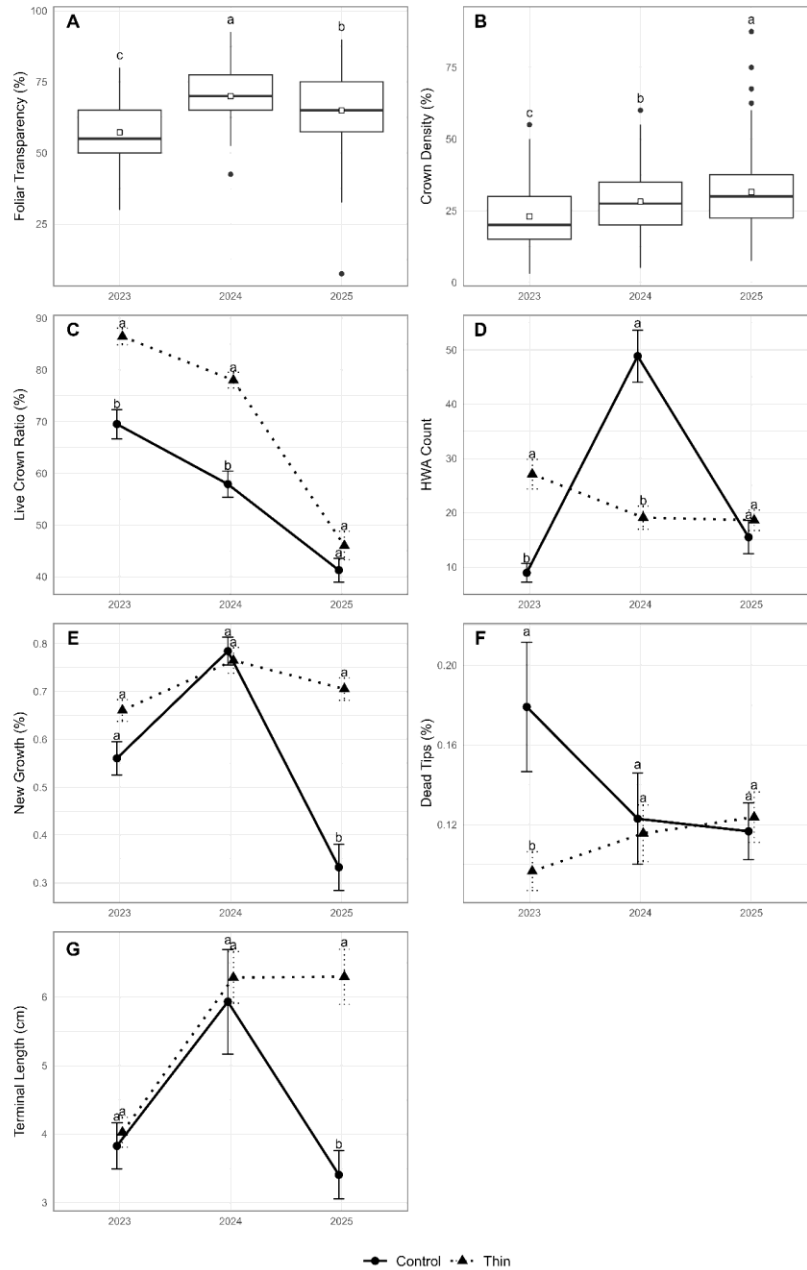 A
Foliar Transparency (%)
100
75
50
25
c
a
b
2023
2024
2025
B
Crown Density (%)
75
50
25
0
c
b
a
2023
2024
2025
C
Live Crown Ratio (%)
90
80
70
60
50
40
a
a
b
b
a
a
2023
2024
2025
D
HWA Count
50
40
30
20
10
a
a
b
b
a
a
2023
2024
2025
E
New Growth (%)
0.8
0.7
0.6
0.5
0.4
0.3
a
a
a
a
a
b
2023
2024
2025
F
Dead Tips (%)
0.20
0.16
0.12
a
b
a
a
a
a
2023
2024
2025
G
Terminal Length (cm)
6
5
4
3
a
a
a
a
a
b
2023
2024
2025
Control Thin